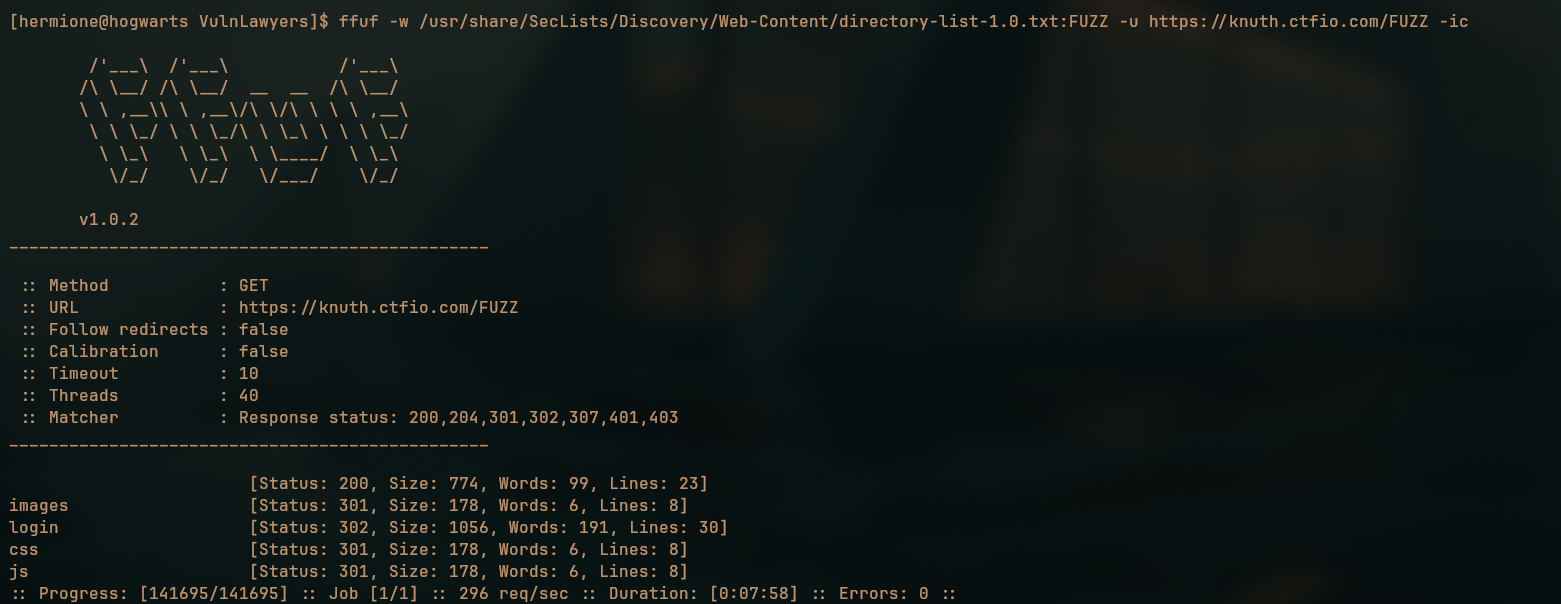 [hermione@hogwarts VulnLawyers]$ ffuf -w /usr/share/SecLists/Discovery/Web-Content/directory-list-1.0.txt:FUZZ -u https://knuth.ctfio.com/FUZZ -ic
        /'___\  /'___\           /'___\
       /\ \__/ /\ \__/  __  __  /\ \__/
       \ \ ,__\\ \ ,__\/\ \/\ \ \ \ ,__\
        \ \ \_/ \ \ \_/\ \ \_\ \ \ \ \_/
         \ \_\   \ \_\  \ \____/  \ \_\
          \/_/    \/_/   \/___/    \/_/
       v1.0.2
________________________________________________
 :: Method           : GET
 :: URL              : https://knuth.ctfio.com/FUZZ
 :: Follow redirects : false
 :: Calibration      : false
 :: Timeout          : 10
 :: Threads          : 40
 :: Matcher          : Response status: 200,204,301,302,307,401,403
________________________________________________
                        [Status: 200, Size: 774, Words: 99, Lines: 23]
images                  [Status: 301, Size: 178, Words: 6, Lines: 8]
login                   [Status: 302, Size: 1056, Words: 191, Lines: 30]
css                     [Status: 301, Size: 178, Words: 6, Lines: 8]
js                      [Status: 301, Size: 178, Words: 6, Lines: 8]
:: Progress: [141695/141695] :: Job [1/1] :: 296 req/sec :: Duration: [0:07:58] :: Errors: 0 ::